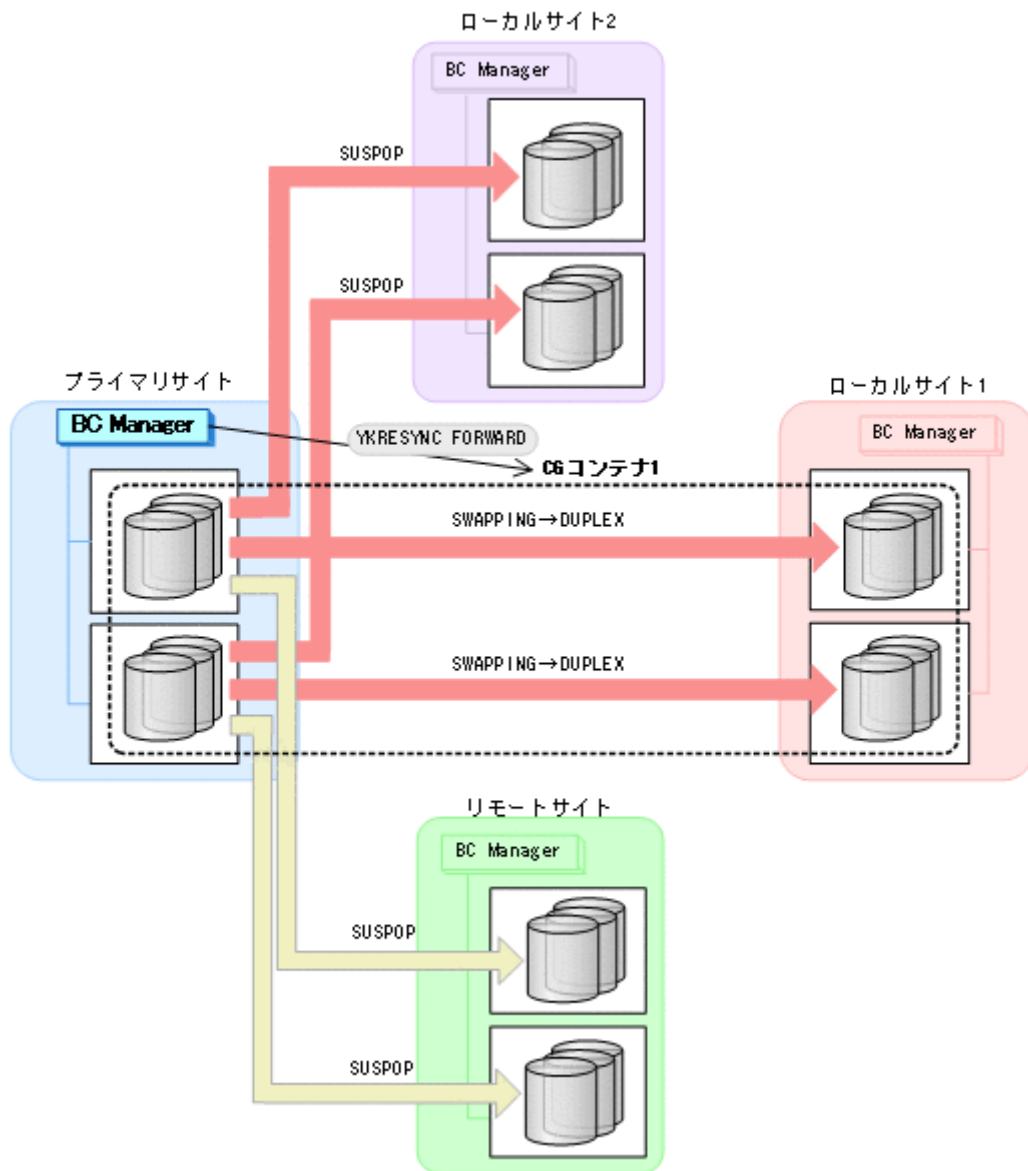 ローカルサイト2
BC Manager
SUSPOP
SUSPOP
プライマリサイト
BC Manager
YKRESYNC FORWARD
CGコンテナ1
ローカルサイト1
BC Manager
SWAPPING→DUPLEX
SWAPPING→DUPLEX
リモートサイト
BC Manager
SUSPOP
SUSPOP